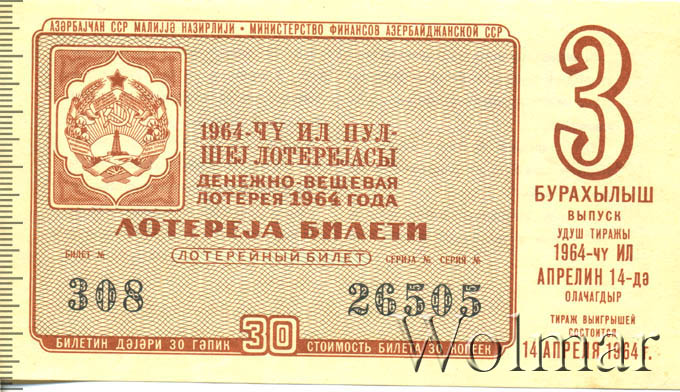 АЗӘРБАЈҸАН ССР МАЛИЈЈӘ НАЗИРЛИЈИ • МИНИСТЕРСТВО ФИНАНСОВ АЗЕРБАЙДЖАНСКОЙ ССР
1964-ЧҮ ИЛ ПУЛ-
ШЕЈ ЛОТЕРЕЈАСЫ
ДЕНЕЖНО-ВЕЩЕВАЯ
ЛОТЕРЕЯ 1964 ГОДА
ЛОТЕРЕЈА БИЛЕТИ
(ЛОТЕРЕЙНЫЙ БИЛЕТ)
БИЛЕТ №
СЕРИЈА № СЕРИЯ №
308
26505
БИЛЕТИН ДӘЈӘРИ 30 ГӘПИК
30
СТОИМОСТЬ БИЛЕТА 30 КОПЕЕК
3
БУРАХЫЛЫШ
ВЫПУСК
УДУШ ТИРАЖЫ
1964-ЧҮ ИЛ
АПРЕЛИН 14-дә
ОЛАЧАГДЫР
ТИРАЖ ВЫИГРЫШЕЙ
СОСТОИТСЯ
14 АПРЕЛЯ 1964 Г.
Wolmar